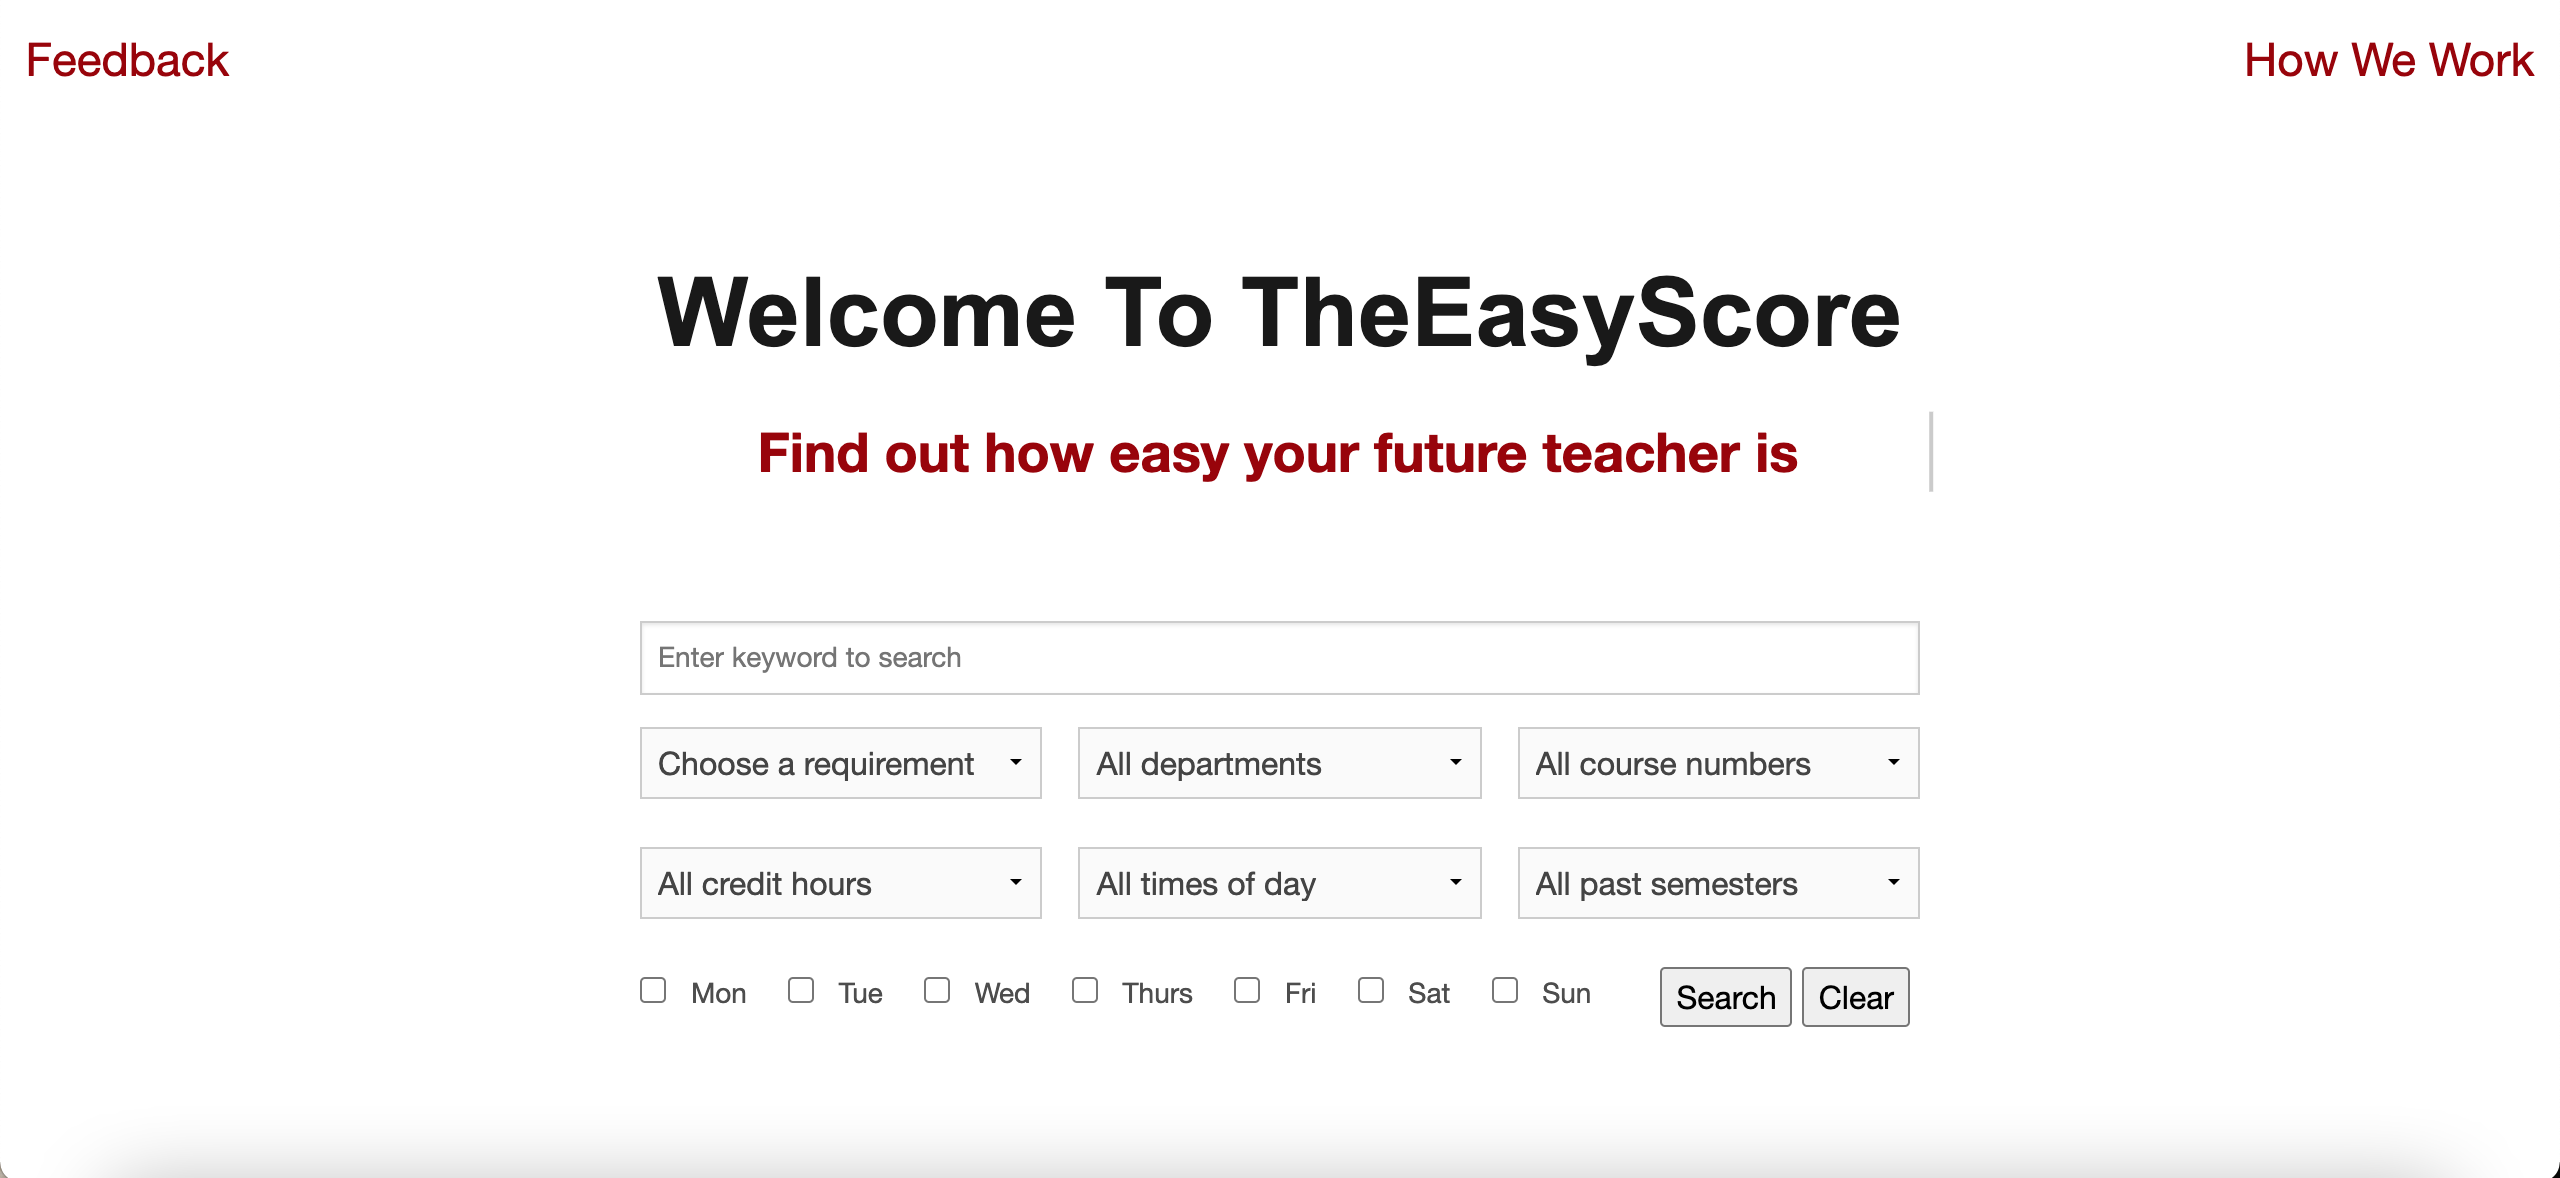 Feedback
How We Work
Welcome To TheEasyScore
Find out how easy your future teacher is
Enter keyword to search
Choose a requirement
All departments
All course numbers
All credit hours
All times of day
All past semesters
Mon Tue Wed Thurs Fri Sat Sun Search Clear